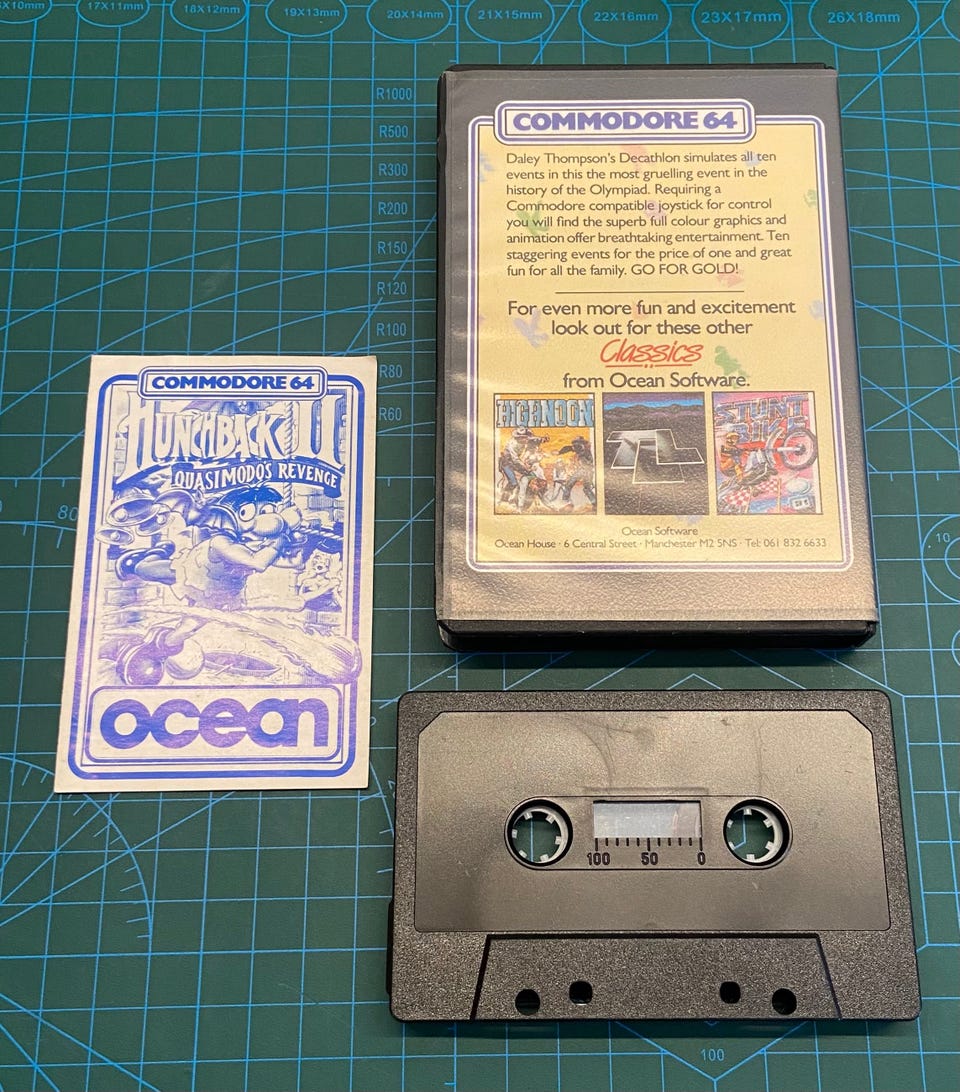 17X11mm
18X12mm
19X13mm
20X14mm
21X15mm
22X16mm
23X17mm
26X18mm
R1000
R500
R300
R200
R150
R120
R100
R80
R60
80
10
100
COMMODORE 64
Daley Thompson's Decathlon simulates all ten
events in this the most gruelling event in the
history of the Olympiad. Requiring a
Commodore compatible joystick for control
you will find the superb full colour graphics and
animation offer breathtaking entertainment. Ten
staggering events for the price of one and great
fun for all the family. GO FOR GOLD!
For even more fun and excitement
look out for these other
Classics
from Ocean Software.
HIGH NOON
STUNT
BIKE
Ocean Software
Ocean House · 6 Central Street · Manchester M2 5NS · Tel: 061 832 6633
COMMODORE 64
HUNCHBACK II
QUASIMODO'S REVENGE
ocean
100 50 0